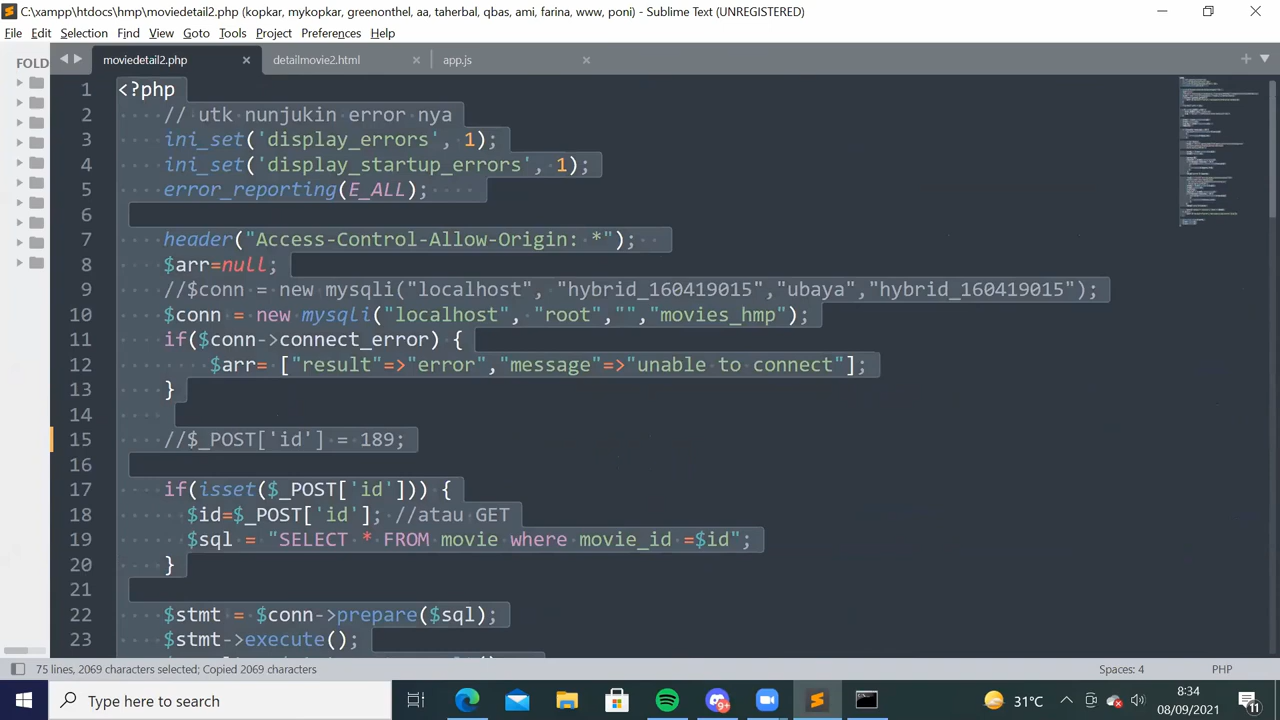 C:\xampp\htdocs\hmp\moviedetail2.php (kopkar, mykopkar, greenonthel, aa, taherbal, qbas, ami, farina, www, poni) - Sublime Text (UNREGISTERED)
File Edit Selection Find View Goto Tools Project Preferences Help
FOLD
moviedetail2.php detailmovie2.html app.js
1 <?php
2 // utk nunjukin error nya
3 ini_set('display_errors', 1);
4 ini_set('display_startup_errors', 1);
5 error_reporting(E_ALL);
6
7 header("Access-Control-Allow-Origin: *");
8 $arr=null;
9 //$conn = new mysqli("localhost", "hybrid_160419015","ubaya","hybrid_160419015");
10 $conn = new mysqli("localhost", "root","","movies_hmp");
11 if($conn->connect_error) {
12 $arr= ["result"=>"error","message"=>"unable to connect"];
13 }
14
15 //$_POST['id'] = 189;
16
17 if(isset($_POST['id'])) {
18 $id=$_POST['id']; //atau GET
19 $sql = "SELECT * FROM movie where movie_id =$id";
20 }
21
22 $stmt = $conn->prepare($sql);
23 $stmt->execute();
75 lines, 2069 characters selected; Copied 2069 characters Spaces: 4 PHP
Type here to search 9+ 31°C 8:34
08/09/2021 11